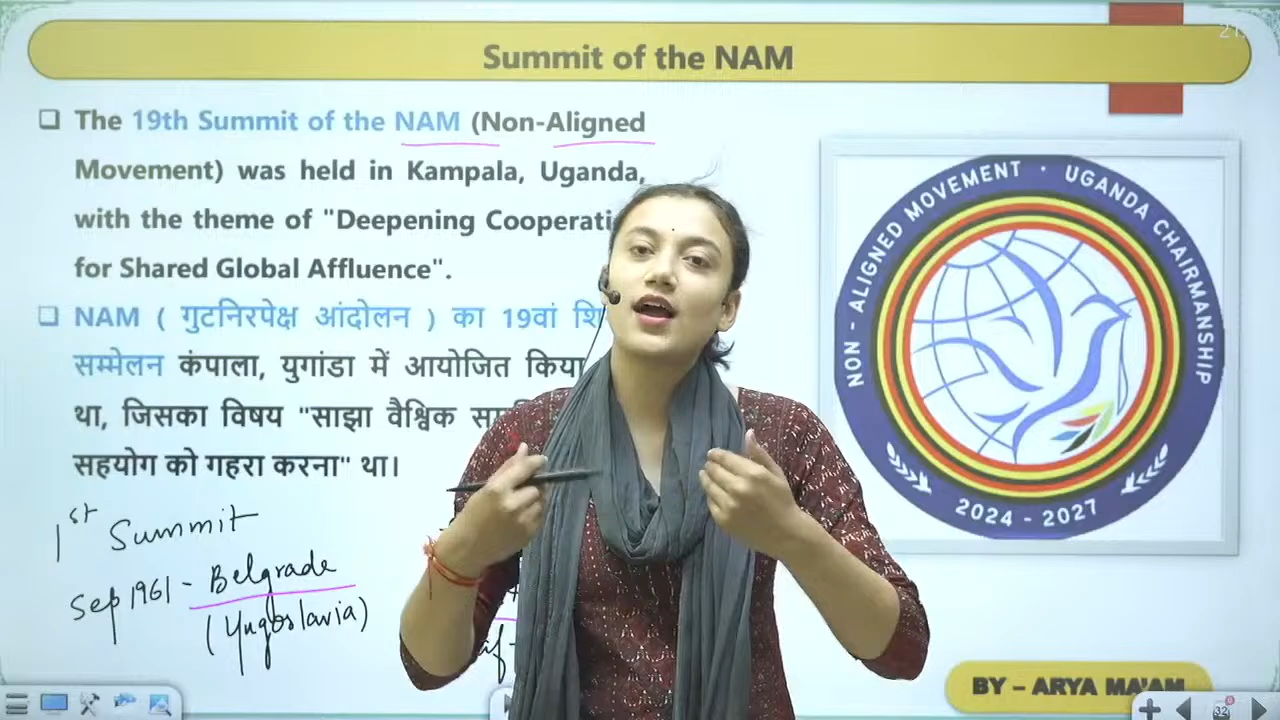 Summit of the NAM
The 19th Summit of the NAM (Non-Aligned
Movement) was held in Kampala, Uganda,
with the theme of "Deepening Cooperati
for Shared Global Affluence".
NAM ( गुटनिरपेक्ष आंदोलन ) का 19वां शि
सम्मेलन कंपाला, युगांडा में आयोजित किया
था, जिसका विषय "साझा वैश्विक
सहयोग को गहरा करना" था।
1st Summit
Sep 1961 - Belgrade
(Yugoslavia)
NON - ALIGNED MOVEMENT · UGANDA CHAIRMANSHIP
2024 - 2027
BY – ARYA MA'AM
32